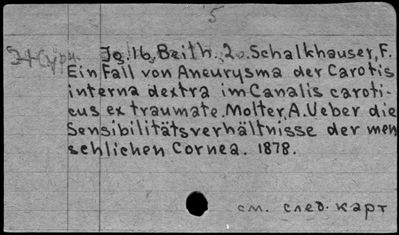 5
Jg. 16, Beith. 2. Schalkhauser, F.
Ein Fall von Aneurysma der Carotis
interna dextra im Canalis caroti-
cus ex traumate. Molter, A. Ueber die
Sensibilitätsverhältnisse der men
schlichen Cornea. 1878.
см. след. карт